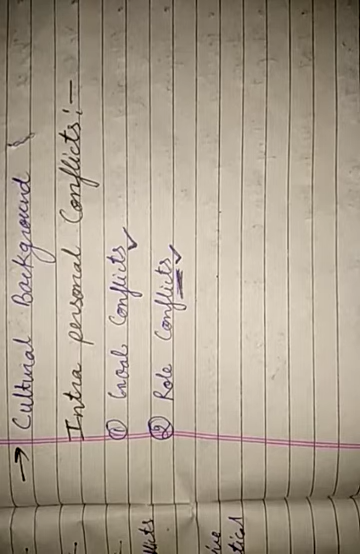 → Cultural Background
Intra personal Conflicts:-
① Goal Conflicts ✓
② Role Conflicts ✓